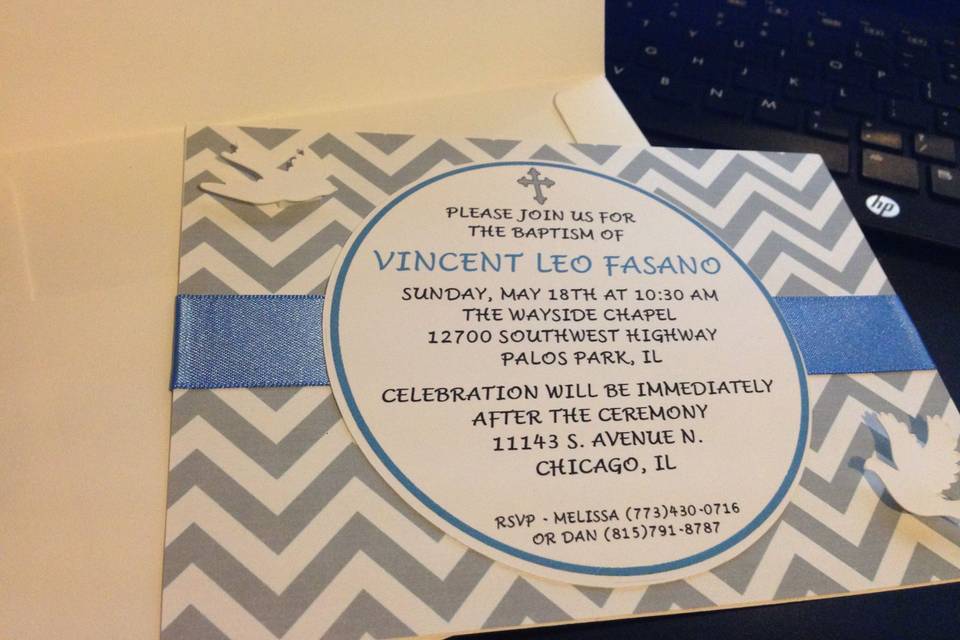 PLEASE JOIN US FOR
THE BAPTISM OF
VINCENT LEO FASANO
SUNDAY, MAY 18TH AT 10:30 AM
THE WAYSIDE CHAPEL
12700 SOUTHWEST HIGHWAY
PALOS PARK, IL
CELEBRATION WILL BE IMMEDIATELY
AFTER THE CEREMONY
11143 S. AVENUE N.
CHICAGO, IL
RSVP - MELISSA (773)430-0716
OR DAN (815)791-8787
hp